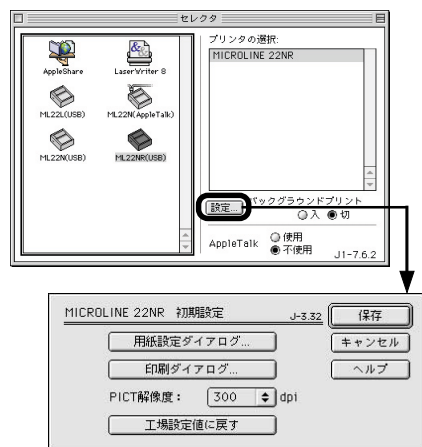 セレクタ
プリンタの選択:
MICROLINE 22NR
AppleShare
LaserWriter 8
ML22L(USB)
ML22N(AppleTalk)
ML22N(USB)
ML22NR(USB)
設定...
バックグラウンドプリント
入 切
AppleTalk
使用
不使用
J1-7.6.2
MICROLINE 22NR 初期設定
J-3.32
保存
用紙設定ダイアログ...
キャンセル
印刷ダイアログ...
ヘルプ
PICT解像度: 300 dpi
工場設定値に戻す